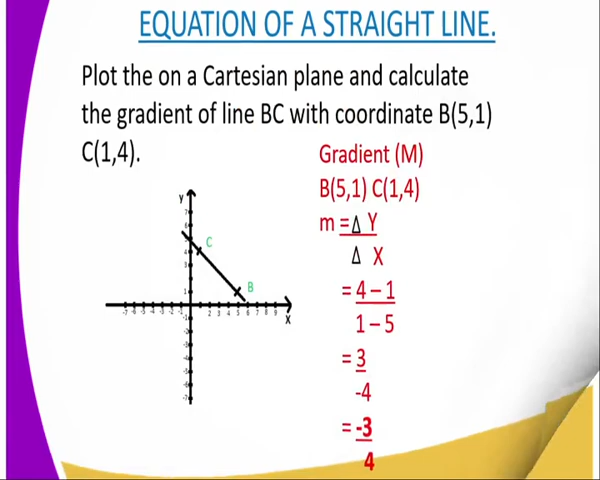 EQUATION OF A STRAIGHT LINE.
Plot the on a Cartesian plane and calculate
the gradient of line BC with coordinate B(5,1)
C(1,4).
Gradient (M)
B(5,1) C(1,4)
m = Δ Y
Δ X
= 4 – 1
1 – 5
= 3
-4
= -3
4
y
C
B
X